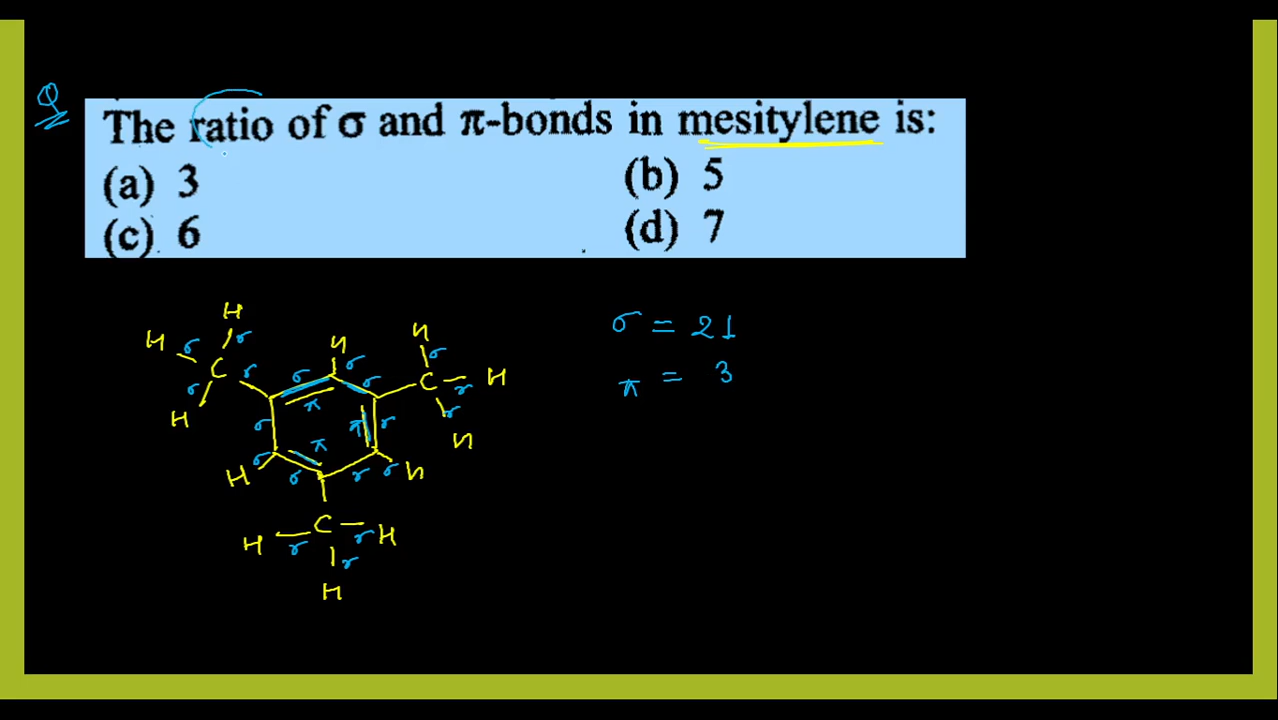 Q
The ratio of σ and π-bonds in mesitylene is:
(a) 3 (b) 5
(c) 6 (d) 7
H
H σ σ C σ σ H
H σ σ σ π
H σ C σ H σ H
σ π π σ
H σ σ π σ σ H
C H σ σ H
σ H
σ = 21
π = 3